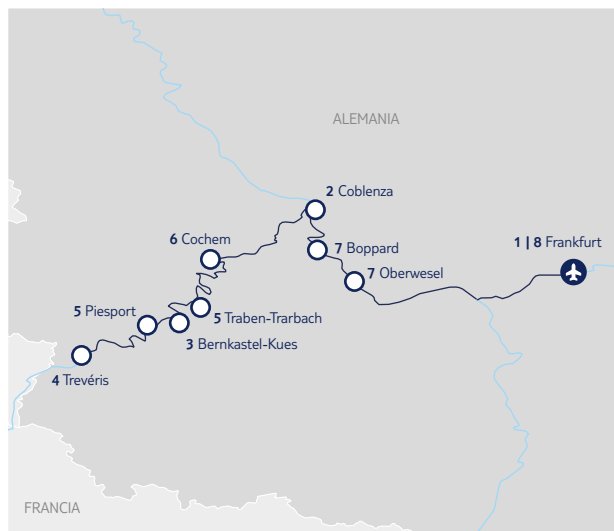 ALEMANIA
2 Coblenza
6 Cochem
7 Boppard
1 | 8 Frankfurt
7 Oberwesel
5 Piesport
5 Traben-Trarbach
3 Bernkastel-Kues
4 Trevéris
FRANCIA